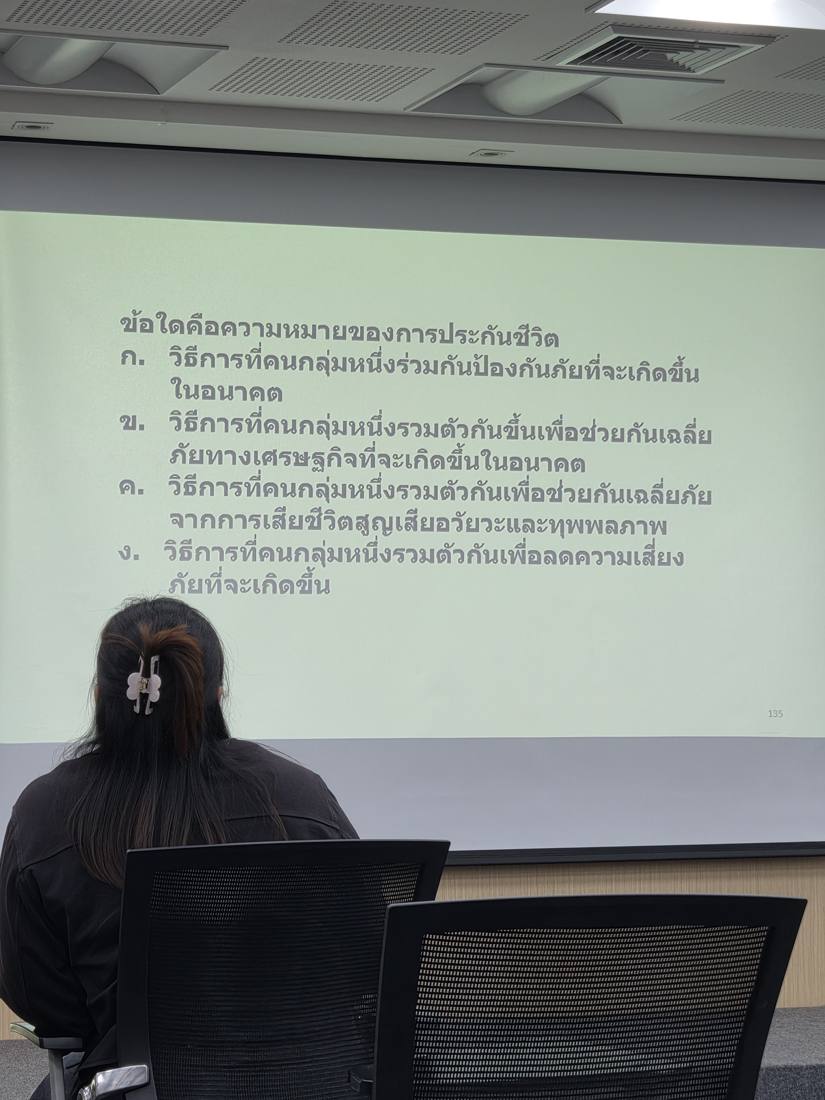 ข้อใดคือความหมายของการประกันชีวิต
ก. วิธีการที่คนกลุ่มหนึ่งร่วมกันป้องกันภัยที่จะเกิดขึ้น
ในอนาคต
ข. วิธีการที่คนกลุ่มหนึ่งรวมตัวกันขึ้นเพื่อช่วยกันเฉลี่ย
ภัยทางเศรษฐกิจที่จะเกิดขึ้นในอนาคต
ค. วิธีการที่คนกลุ่มหนึ่งรวมตัวกันเพื่อช่วยกันเฉลี่ยภัย
จากการเสียชีวิตสูญเสียอวัยวะและทุพพลภาพ
ง. วิธีการที่คนกลุ่มหนึ่งรวมตัวกันเพื่อลดความเสี่ยง
ภัยที่จะเกิดขึ้น
135